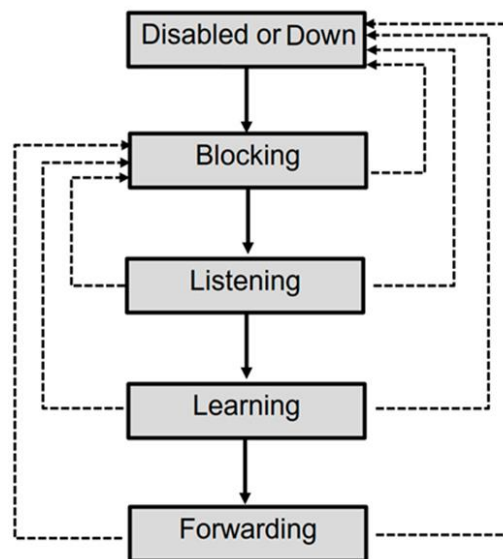 Disabled or Down
Blocking
Listening
Learning
Forwarding